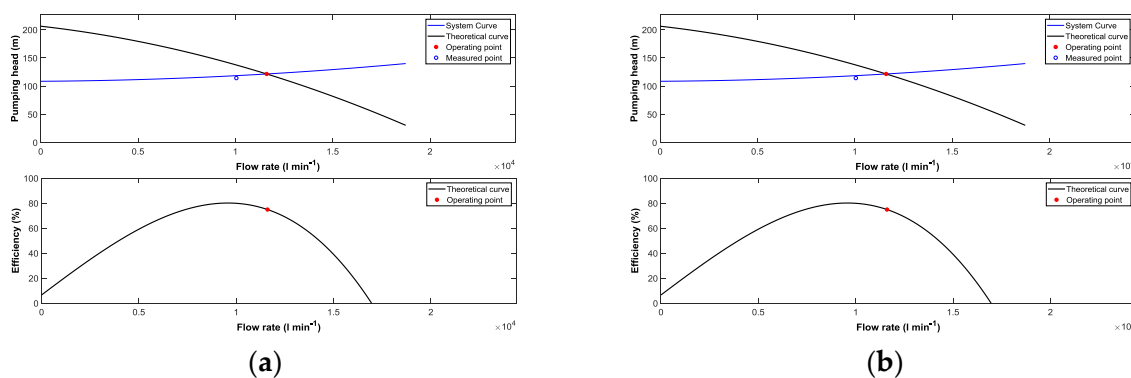 200
150
100
50
0
Pumping head (m)
System Curve
Theoretical curve
Operating point
Measured point
0 0.5 1 1.5 2
Flow rate (l min-1)
×10⁴
100
80
60
40
20
0
Efficiency (%)
Theoretical curve
Operating point
0 0.5 1 1.5 2
Flow rate (l min-1)
×10⁴
(a)
200
150
100
50
0
Pumping head (m)
System Curve
Theoretical curve
Operating point
Measured point
0 0.5 1 1.5 2
Flow rate (l min-1)
×10
100
80
60
40
20
0
Efficiency (%)
Theoretical curve
Operating point
0 0.5 1 1.5 2
Flow rate (l min-1)
×10
(b)